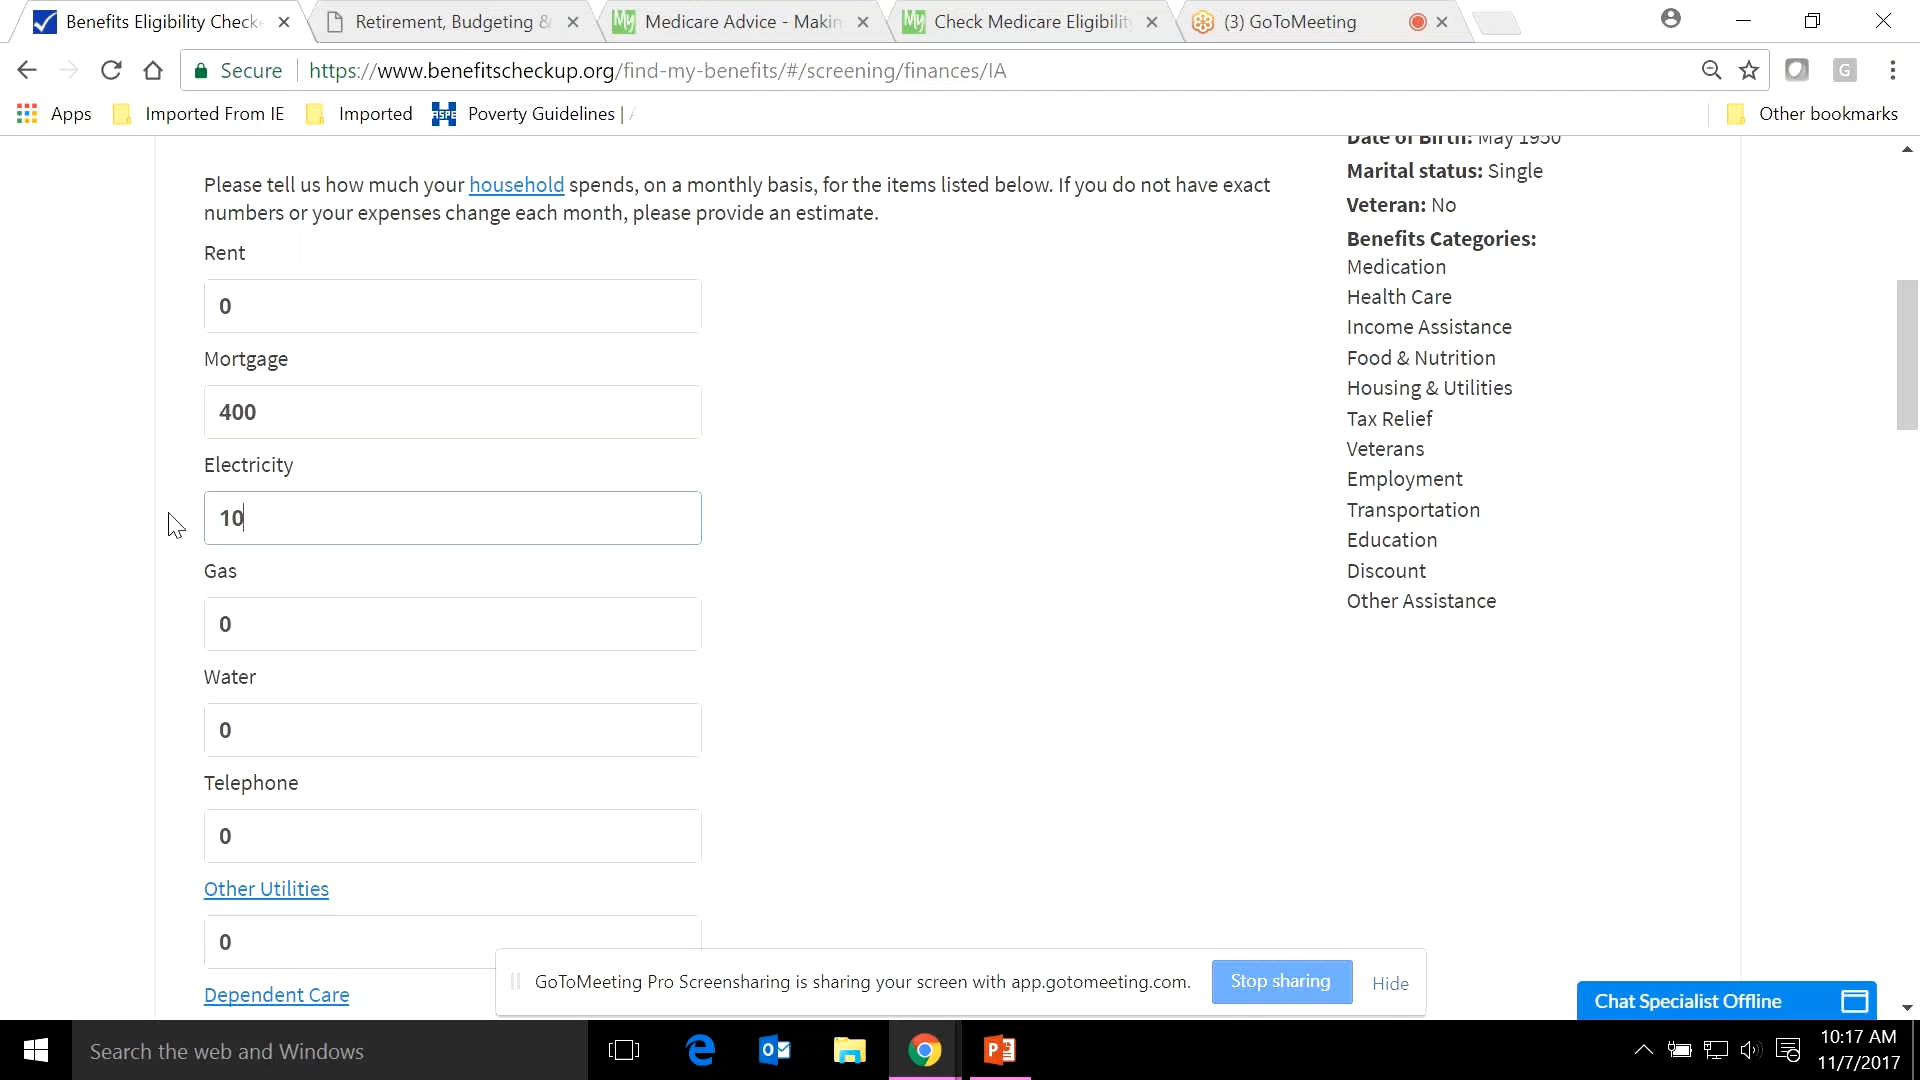 Benefits Eligibility Check
Retirement, Budgeting &
Medicare Advice - Makin
Check Medicare Eligibility
(3) GoToMeeting
Secure
https://www.benefitscheckup.org/find-my-benefits/#/screening/finances/IA
G
Apps
Imported From IE
Imported
ASPE
Poverty Guidelines |
Other bookmarks
Date of Birth: May 1950
Marital status: Single
Veteran: No
Benefits Categories:
Medication
Health Care
Income Assistance
Food & Nutrition
Housing & Utilities
Tax Relief
Veterans
Employment
Transportation
Education
Discount
Other Assistance
Please tell us how much your household spends, on a monthly basis, for the items listed below. If you do not have exact
numbers or your expenses change each month, please provide an estimate.
Rent
0
Mortgage
400
Electricity
10
Gas
0
Water
0
Telephone
0
Other Utilities
0
Dependent Care
GoToMeeting Pro Screensharing is sharing your screen with app.gotomeeting.com.
Stop sharing
Hide
Chat Specialist Offline
Search the web and Windows
10:17 AM
11/7/2017